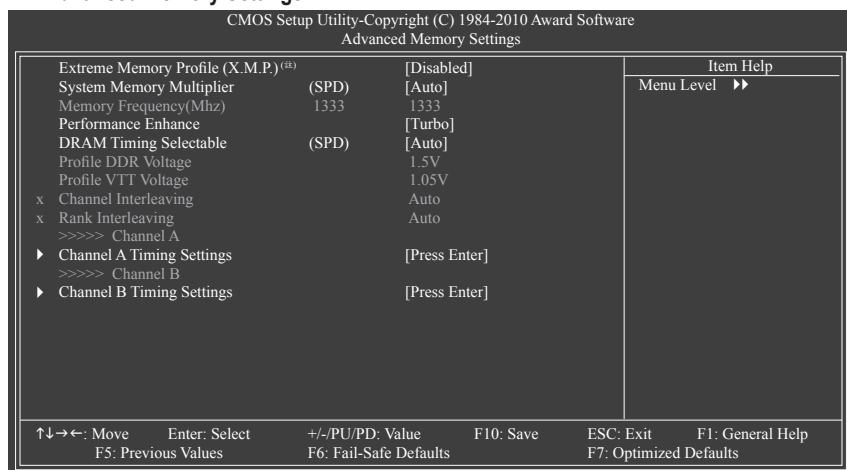 CMOS Setup Utility-Copyright (C) 1984-2010 Award Software
Advanced Memory Settings
Extreme Memory Profile (X.M.P.) (註) [Disabled]
System Memory Multiplier (SPD) [Auto]
Memory Frequency(Mhz) 1333 1333
Performance Enhance [Turbo]
DRAM Timing Selectable (SPD) [Auto]
Profile DDR Voltage 1.5V
Profile VTT Voltage 1.05V
x Channel Interleaving Auto
x Rank Interleaving Auto
>>>>> Channel A
Channel A Timing Settings [Press Enter]
>>>>> Channel B
Channel B Timing Settings [Press Enter]
Item Help
Menu Level
↑↓→←: Move Enter: Select +/-/PU/PD: Value F10: Save ESC: Exit F1: General Help
F5: Previous Values F6: Fail-Safe Defaults F7: Optimized Defaults